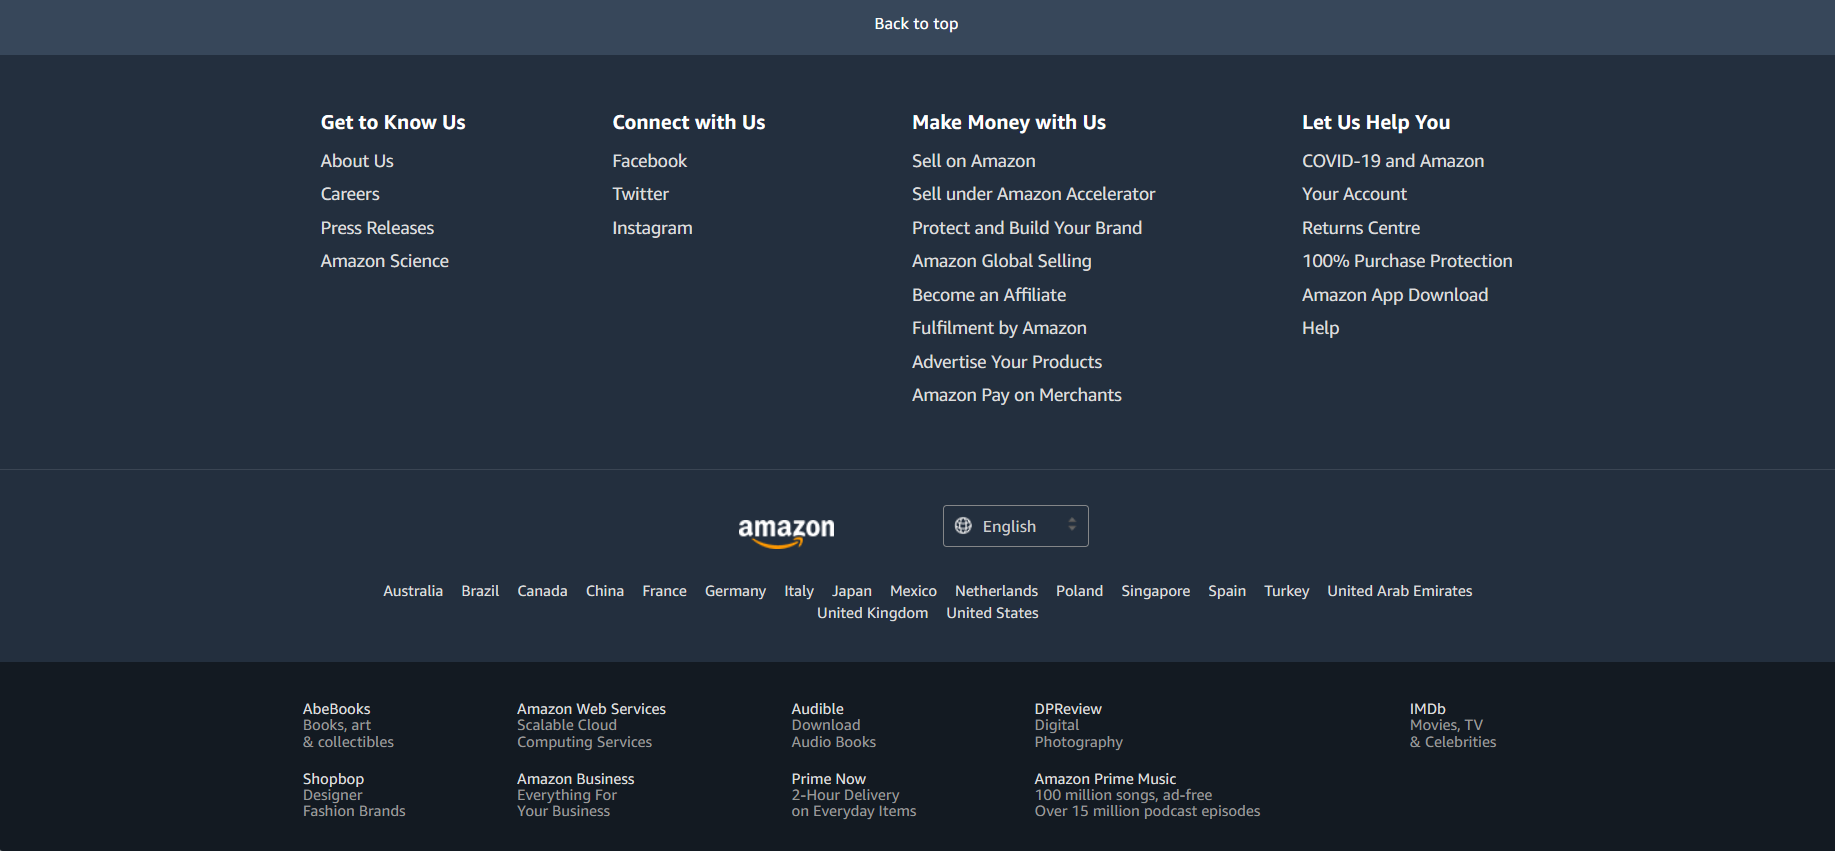 Back to top
Get to Know Us
About Us
Careers
Press Releases
Amazon Science
Connect with Us
Facebook
Twitter
Instagram
Make Money with Us
Sell on Amazon
Sell under Amazon Accelerator
Protect and Build Your Brand
Amazon Global Selling
Become an Affiliate
Fulfilment by Amazon
Advertise Your Products
Amazon Pay on Merchants
Let Us Help You
COVID-19 and Amazon
Your Account
Returns Centre
100% Purchase Protection
Amazon App Download
Help
amazon
English
Australia Brazil Canada China France Germany Italy Japan Mexico Netherlands Poland Singapore Spain Turkey United Arab Emirates
United Kingdom United States
AbeBooks
Books, art
& collectibles
Amazon Web Services
Scalable Cloud
Computing Services
Audible
Download
Audio Books
DPReview
Digital
Photography
IMDb
Movies, TV
& Celebrities
Shopbop
Designer
Fashion Brands
Amazon Business
Everything For
Your Business
Prime Now
2-Hour Delivery
on Everyday Items
Amazon Prime Music
100 million songs, ad-free
Over 15 million podcast episodes